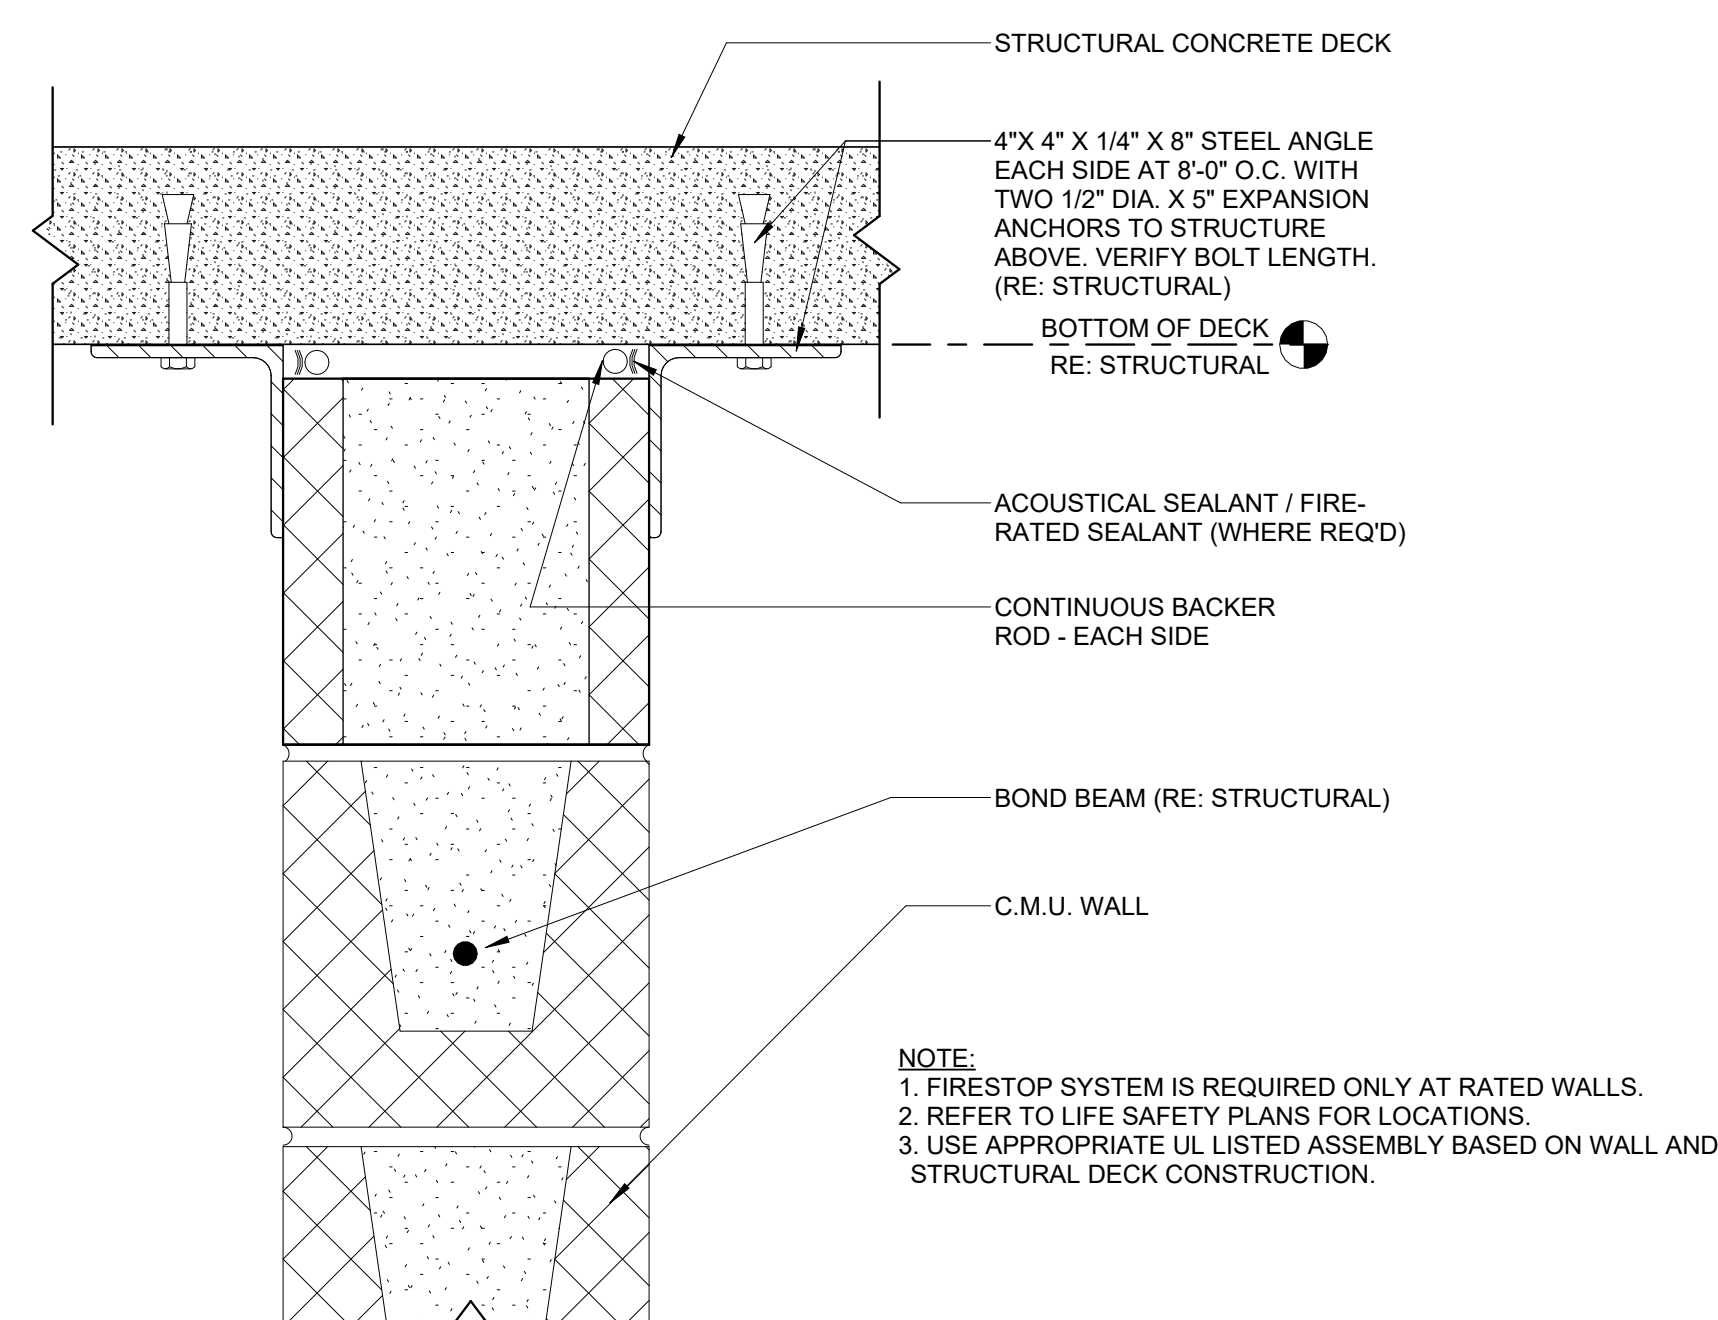 STRUCTURAL CONCRETE DECK
4"X 4" X 1/4" X 8" STEEL ANGLE
EACH SIDE AT 8'-0" O.C. WITH
TWO 1/2" DIA. X 5" EXPANSION
ANCHORS TO STRUCTURE
ABOVE. VERIFY BOLT LENGTH.
(RE: STRUCTURAL)
BOTTOM OF DECK
RE: STRUCTURAL
ACOUSTICAL SEALANT / FIRE-
RATED SEALANT (WHERE REQ'D)
CONTINUOUS BACKER
ROD - EACH SIDE
BOND BEAM (RE: STRUCTURAL)
C.M.U. WALL
NOTE:
1. FIRESTOP SYSTEM IS REQUIRED ONLY AT RATED WALLS.
2. REFER TO LIFE SAFETY PLANS FOR LOCATIONS.
3. USE APPROPRIATE UL LISTED ASSEMBLY BASED ON WALL AND
STRUCTURAL DECK CONSTRUCTION.